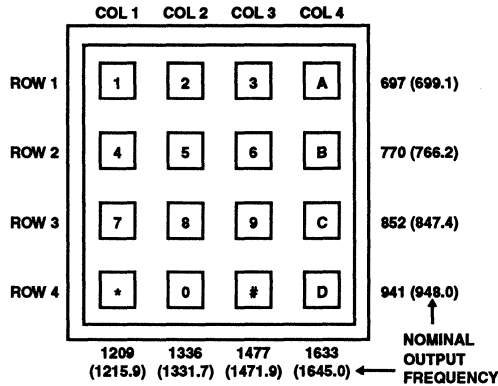 COL 1 COL 2 COL 3 COL 4
ROW 1 1 2 3 A 697 (699.1)
ROW 2 4 5 6 B 770 (766.2)
ROW 3 7 8 9 C 852 (847.4)
ROW 4 * 0 # D 941 (948.0)
1209 1336 1477 1633
(1215.9) (1331.7) (1471.9) (1645.0)
NOMINAL
OUTPUT
FREQUENCY